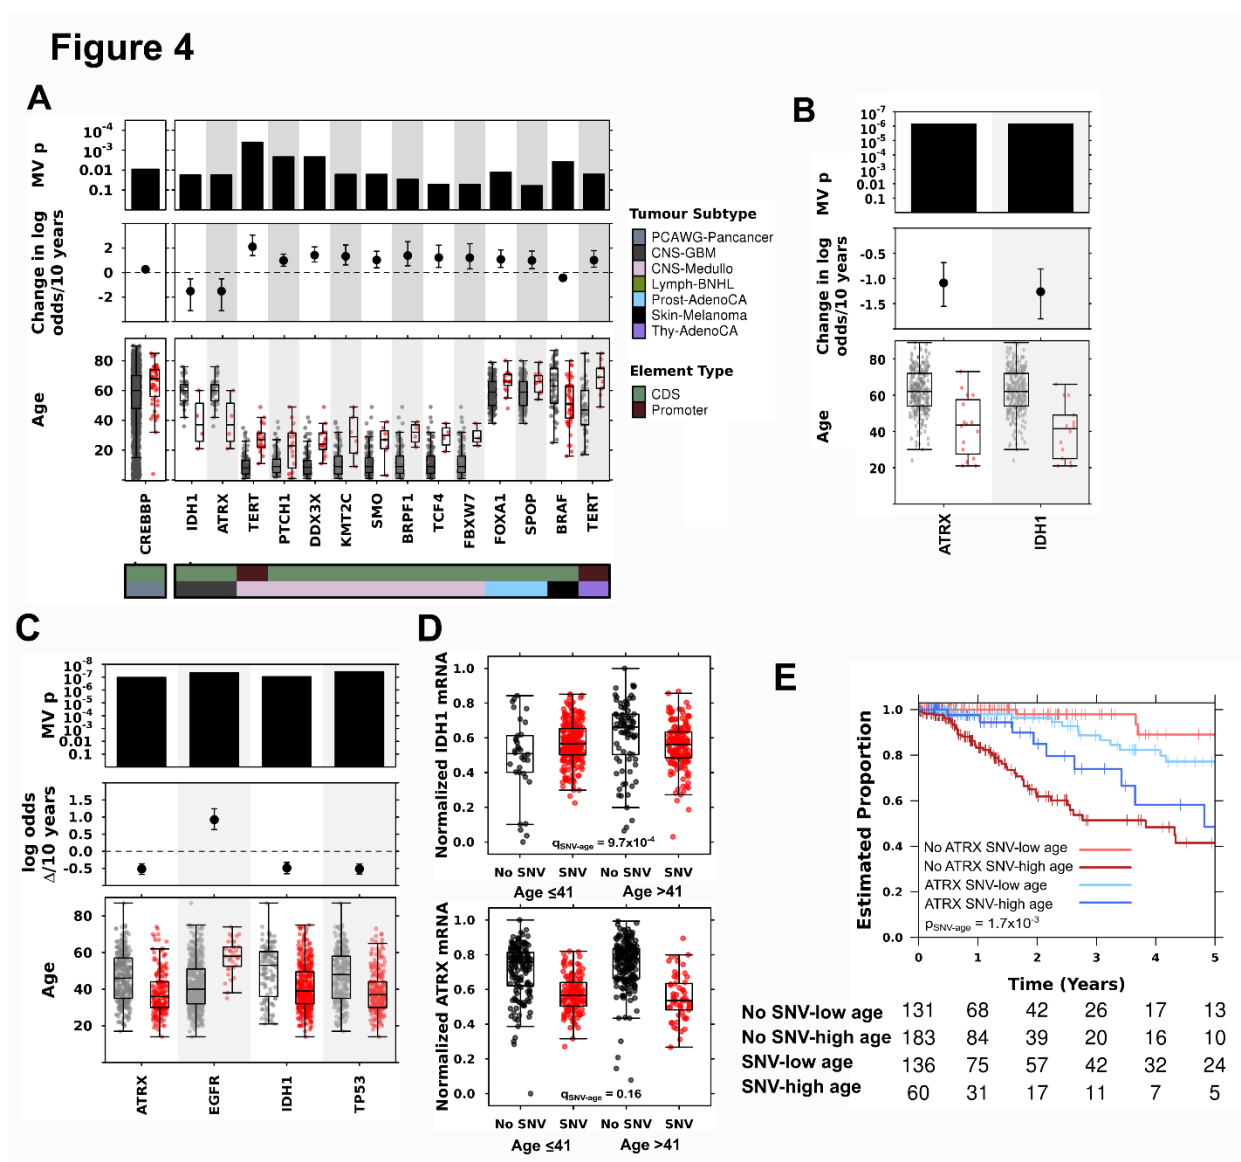 Figure 4
A
MV p
10-4
10-3
0.01
0.1
Change in log
odds/10 years
2
0
-2
Age
80
60
40
20
CREBBP
IDH1
ATRX
TERT
PTCH1
DDX3X
KMT2C
SMO
BRPF1
TCF4
FBXW7
FOXA1
SPOP
BRAF
TERT
Tumour Subtype
PCAWG-Pancancer
CNS-GBM
CNS-Medullo
Lymph-BNHL
Prost-AdenoCA
Skin-Melanoma
Thy-AdenoCA
Element Type
CDS
Promoter
B
MV p
10-7
10-6
10-5
10-4
10-3
0.01
0.1
Change in log
odds/10 years
-0.5
-1.0
-1.5
Age
80
60
40
20
ATRX
IDH1
C
MV p
10-8
10-7
10-6
10-5
10-4
10-3
0.01
0.1
log odds
Δ/10 years
1.5
1.0
0.5
0.0
-0.5
Age
80
60
40
20
ATRX
EGFR
IDH1
TP53
D
Normalized IDH1 mRNA
1.0
0.8
0.6
0.4
0.2
0.0
qSNV-age = 9.7x10-4
No SNV SNV No SNV SNV
Age ≤41 Age >41
Normalized ATRX mRNA
1.0
0.8
0.6
0.4
0.2
0.0
qSNV-age = 0.16
No SNV SNV No SNV SNV
Age ≤41 Age >41
E
Estimated Proportion
1.0
0.8
0.6
0.4
0.2
0.0
No ATRX SNV-low age
No ATRX SNV-high age
ATRX SNV-low age
ATRX SNV-high age
pSNV-age = 1.7x10-3
0 1 2 3 4 5
Time (Years)
No SNV-low age 131 68 42 26 17 13
No SNV-high age 183 84 39 20 16 10
SNV-low age 136 75 57 42 32 24
SNV-high age 60 31 17 11 7 5